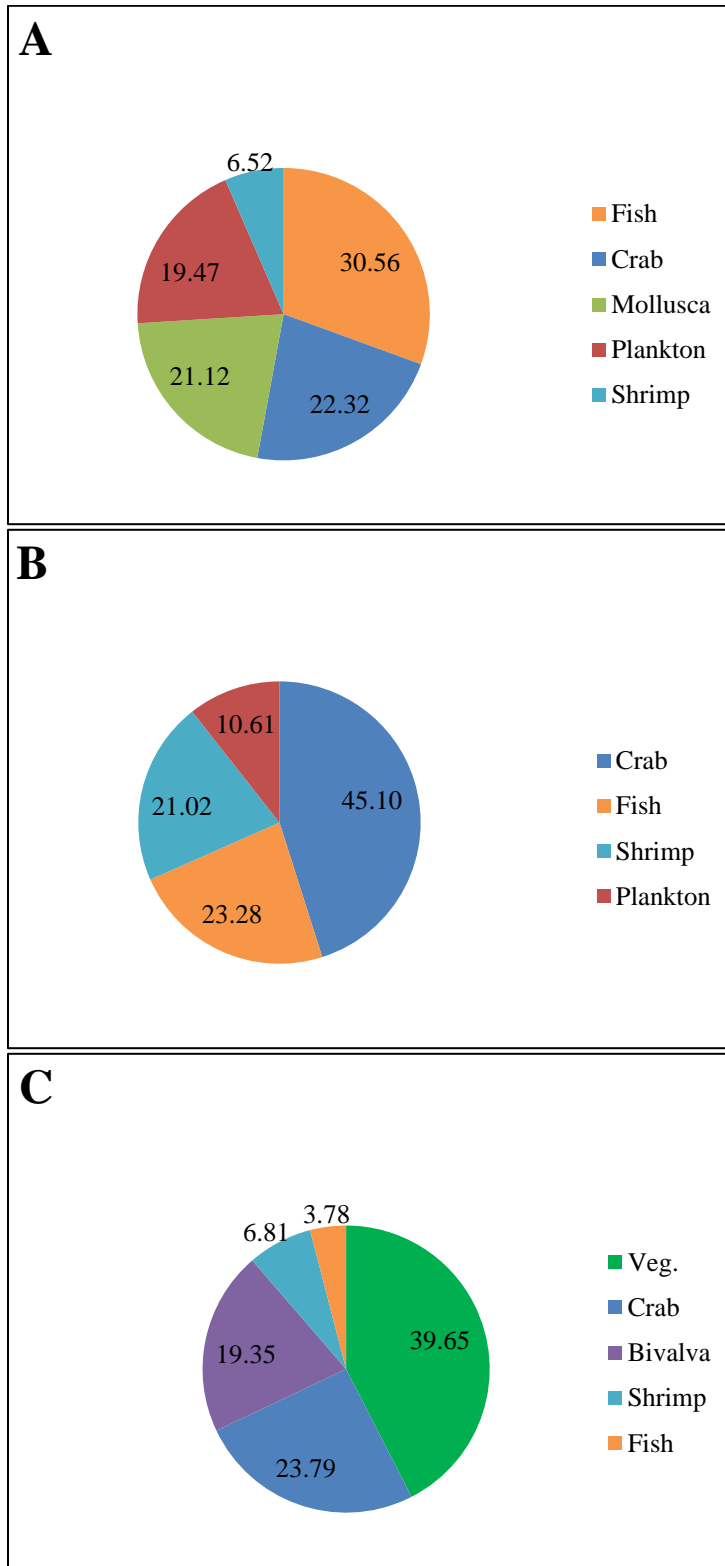 A
6.52
30.56
19.47
21.12
22.32
Fish
Crab
Mollusca
Plankton
Shrimp
B
10.61
45.10
21.02
23.28
Crab
Fish
Shrimp
Plankton
C
3.78
6.81
39.65
19.35
23.79
Veg.
Crab
Bivalva
Shrimp
Fish